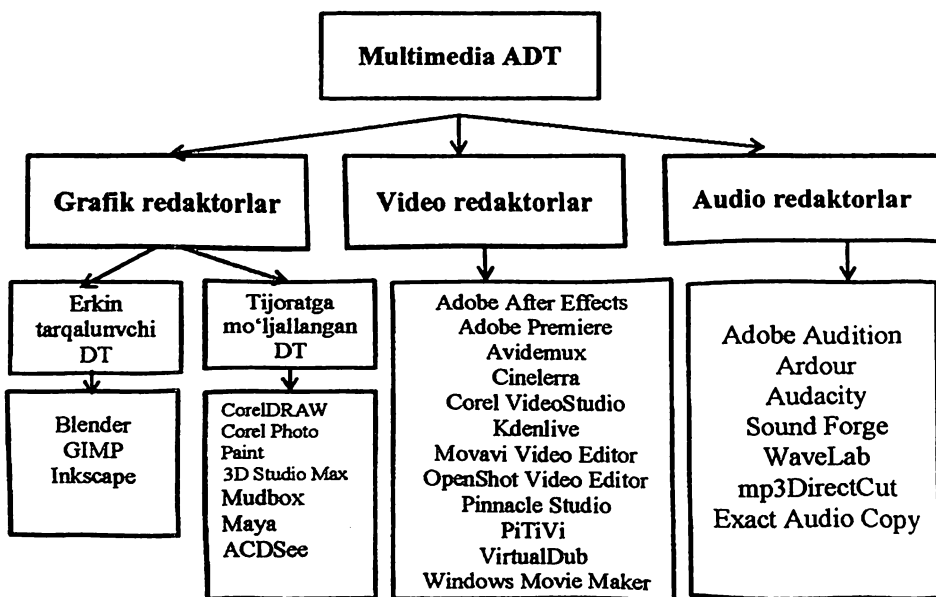 Multimedia ADT
Grafik redaktorlar
Video redaktorlar
Audio redaktorlar
Erkin
tarqalunvchi
DT
Tijoratga
mo‘ljallangan
DT
Blender
GIMP
Inkscape
CorelDRAW
Corel Photo
Paint
3D Studio Max
Mudbox
Maya
ACDSee
Adobe After Effects
Adobe Premiere
Avidemux
Cinelerra
Corel VideoStudio
Kdenlive
Movavi Video Editor
OpenShot Video Editor
Pinnacle Studio
PiTiVi
VirtualDub
Windows Movie Maker
Adobe Audition
Ardour
Audacity
Sound Forge
WaveLab
mp3DirectCut
Exact Audio Copy